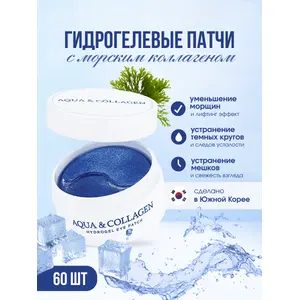 ГИДРОГЕЛЕВЫЕ ПАТЧИ
с морским коллагеном
AQUA & COLLAGEN
уменьшение
морщин
и лифтинг эффект
устранение
темных кругов
и следов усталости
устранение
мешков
и свежесть взгляда
AQUA & COLLAGEN
HYDROGEL EYE PATCH
сделано
в Южной Корее
60 ШТ